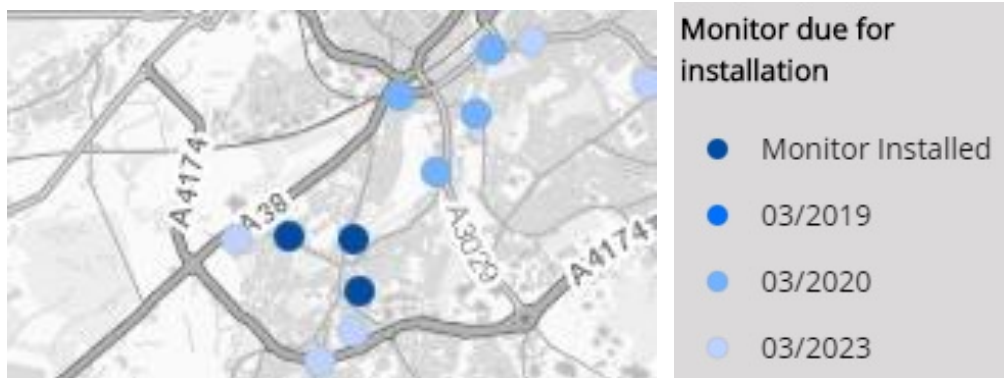 A4174
A38
A3029
A4174
Monitor due for
installation
Monitor Installed
03/2019
03/2020
03/2023